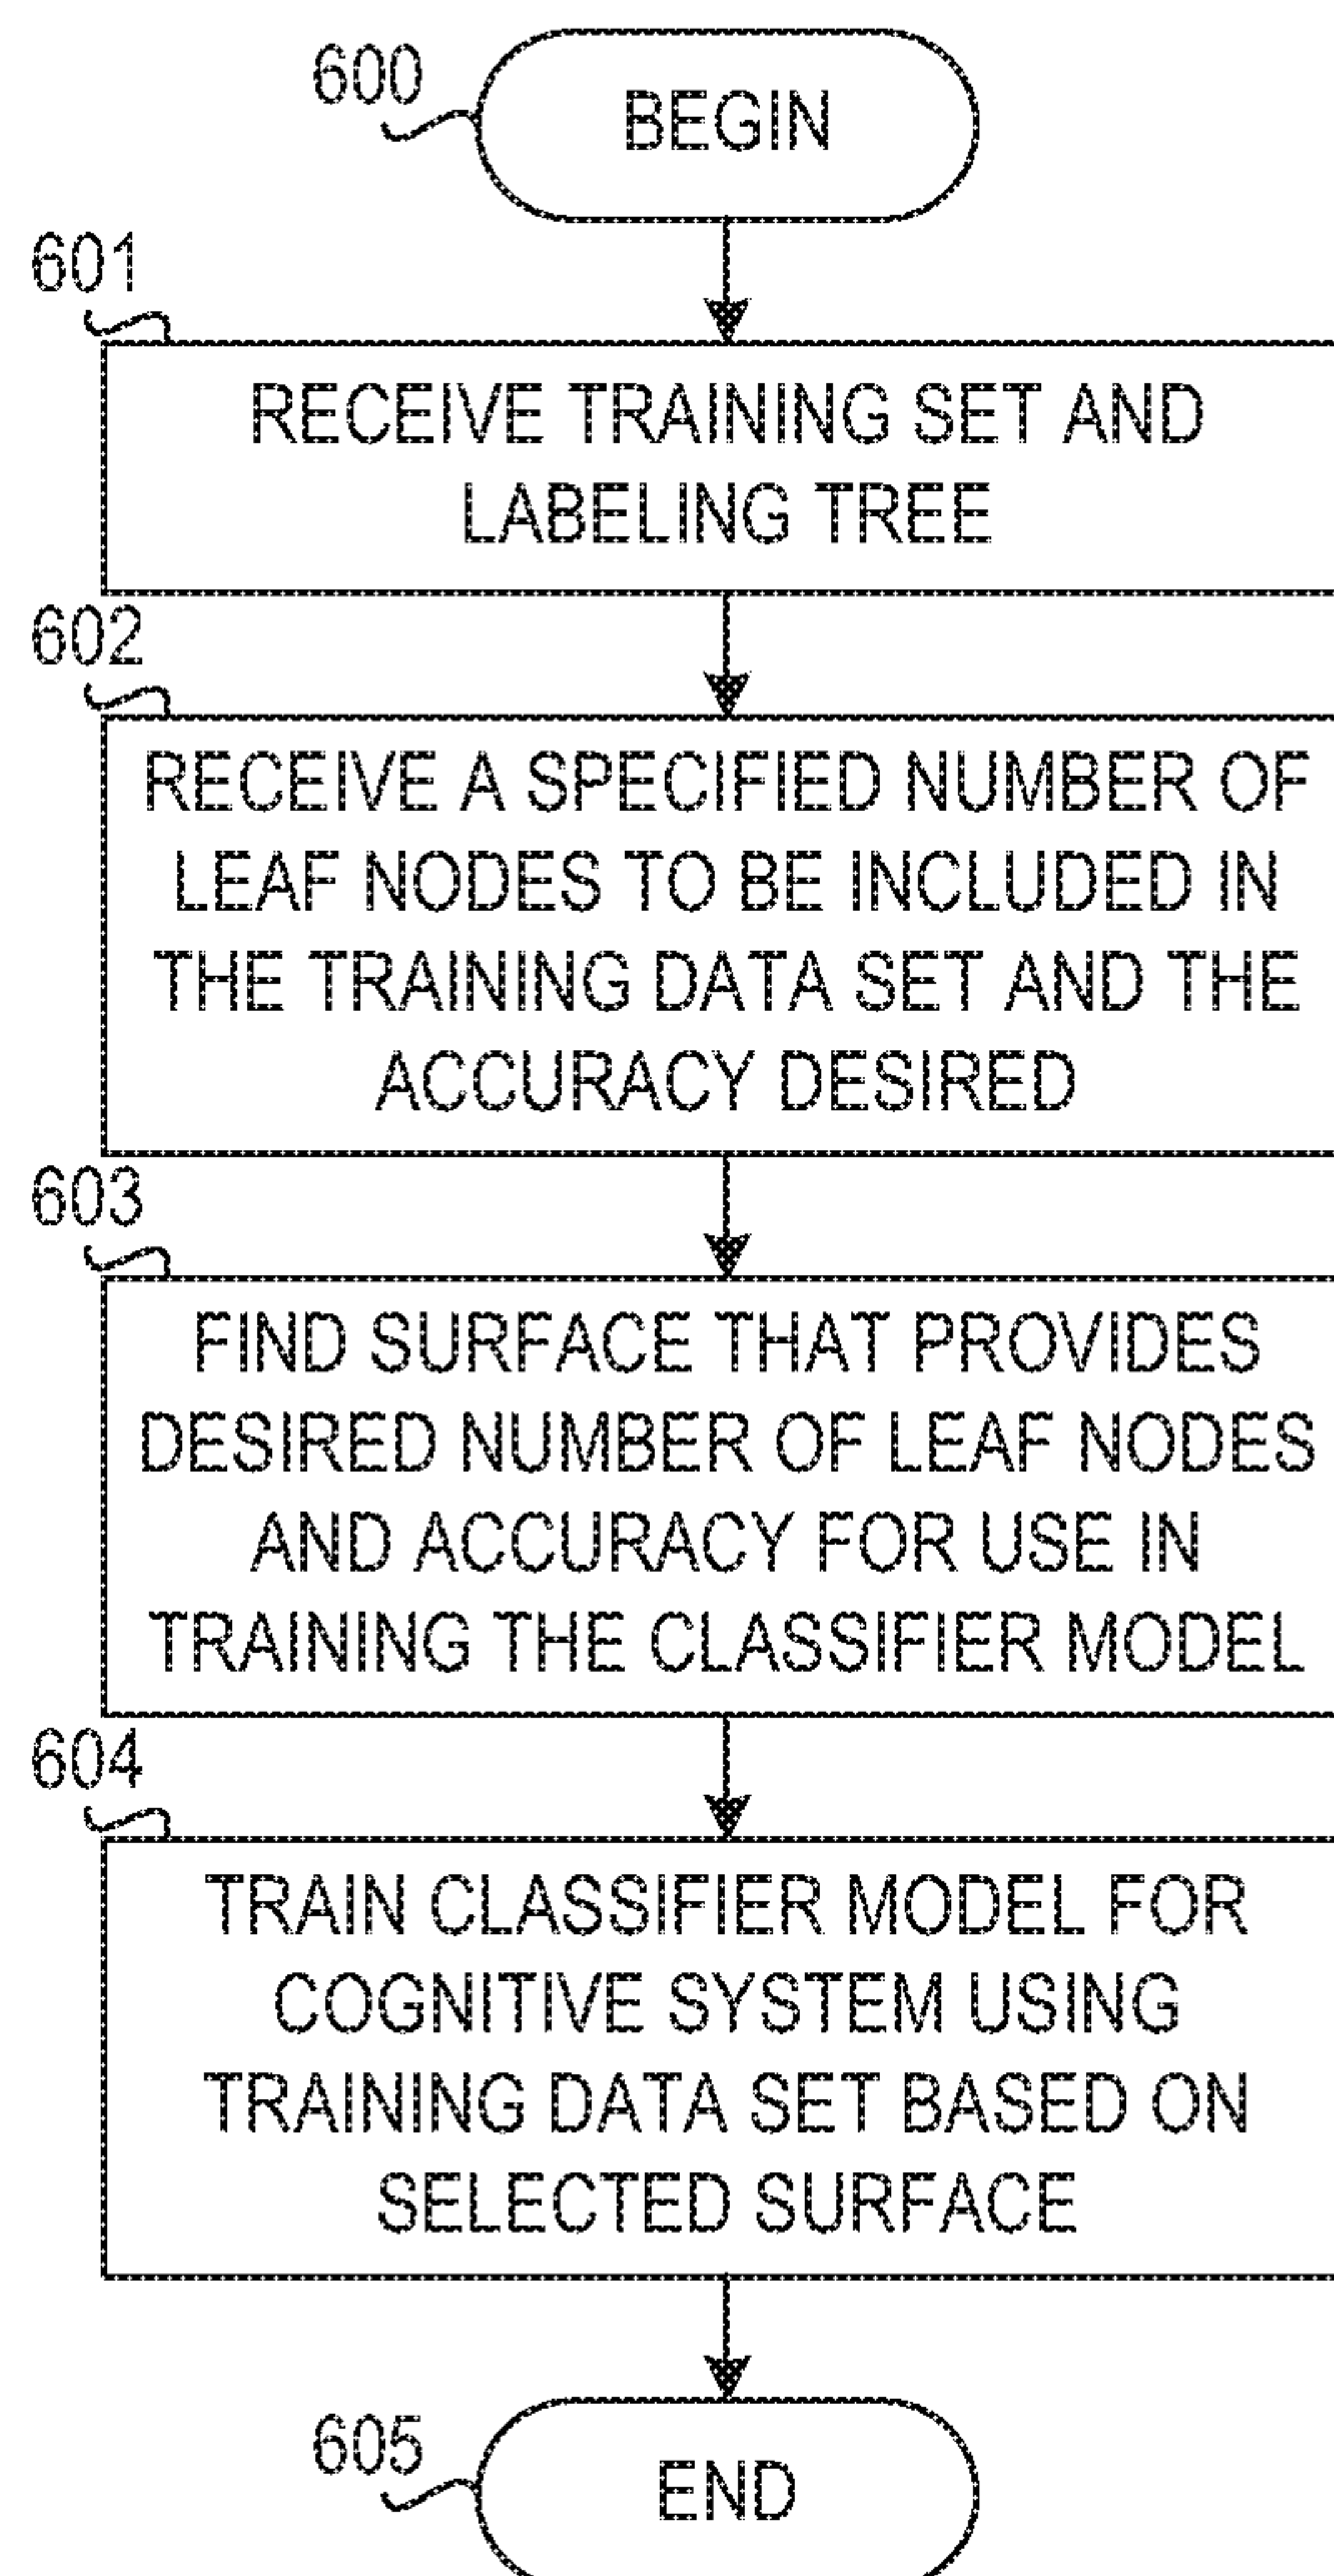 600
BEGIN
601
RECEIVE TRAINING SET AND
LABELING TREE
602
RECEIVE A SPECIFIED NUMBER OF
LEAF NODES TO BE INCLUDED IN
THE TRAINING DATA SET AND THE
ACCURACY DESIRED
603
FIND SURFACE THAT PROVIDES
DESIRED NUMBER OF LEAF NODES
AND ACCURACY FOR USE IN
TRAINING THE CLASSIFIER MODEL
604
TRAIN CLASSIFIER MODEL FOR
COGNITIVE SYSTEM USING
TRAINING DATA SET BASED ON
SELECTED SURFACE
605
END